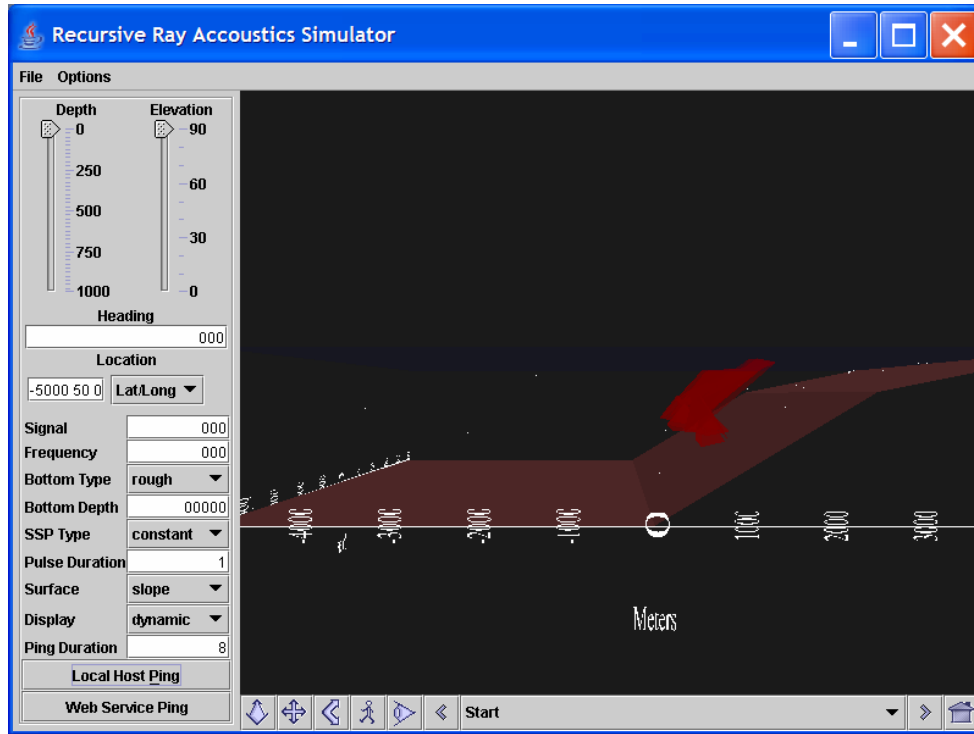 Recursive Ray Accoustics Simulator
File Options
Depth Elevation
0 90
250
60
500
30
750
1000 0
Heading
000
Location
-5000 50 0 Lat/Long
Signal 000
Frequency 000
Bottom Type rough
Bottom Depth 00000
SSP Type constant
Pulse Duration 1
Surface slope
Display dynamic
Ping Duration 8
Local Host Ping
Web Service Ping
-4000 -3000 -2000 -1000 0 1000 2000 3000
Meters
Start